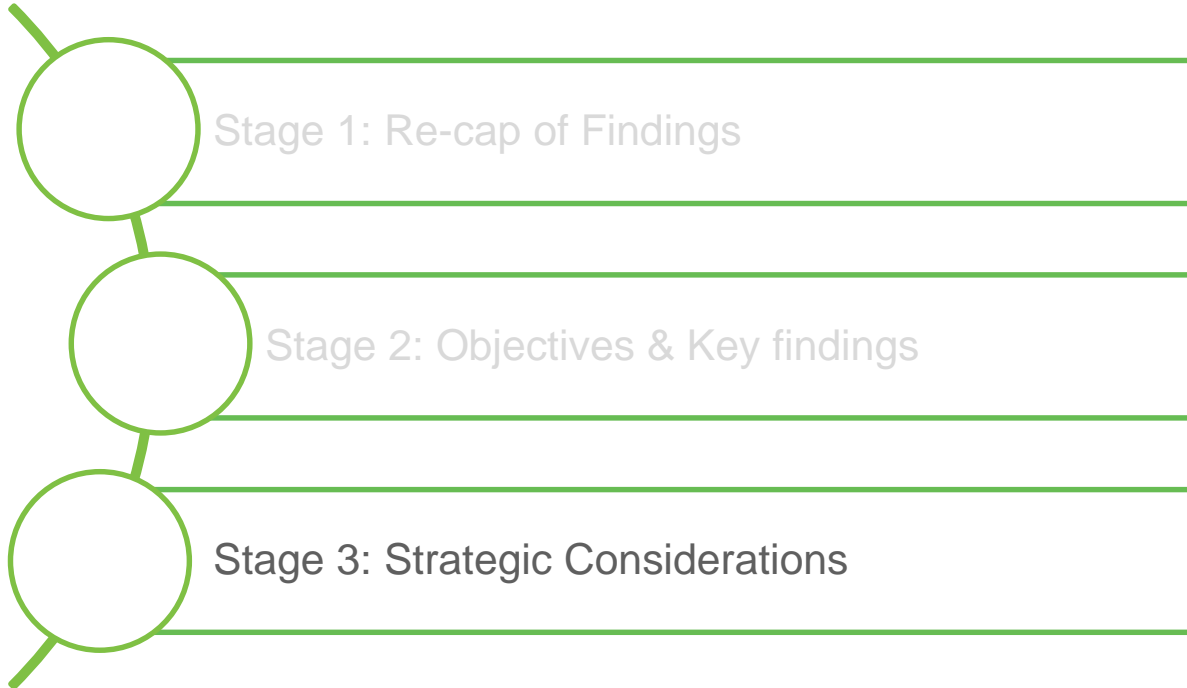 Stage 1: Re-cap of Findings
Stage 2: Objectives & Key findings
Stage 3: Strategic Considerations